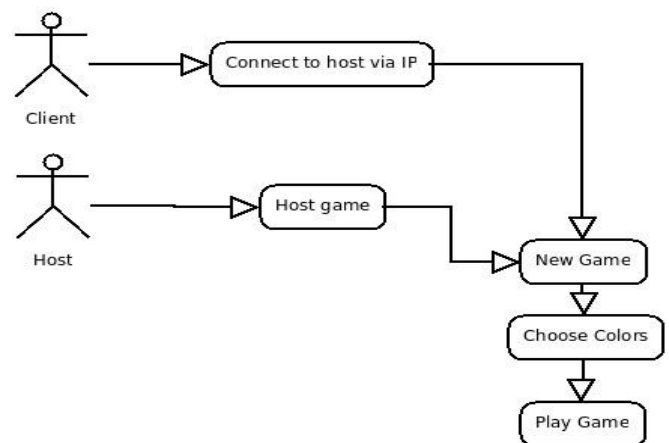 Connect to host via IP
Client
Host game
Host
New Game
Choose Colors
Play Game